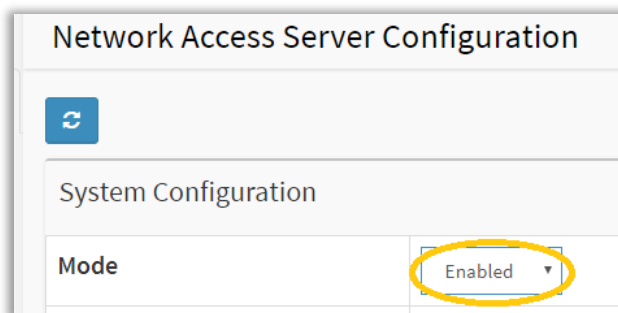 Network Access Server Configuration
System Configuration
Mode
Enabled